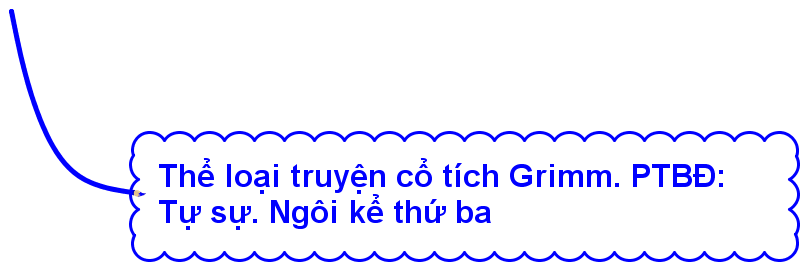 Thể loại truyện cổ tích Grimm. PTBĐ:
Tự sự. Ngôi kể thứ ba